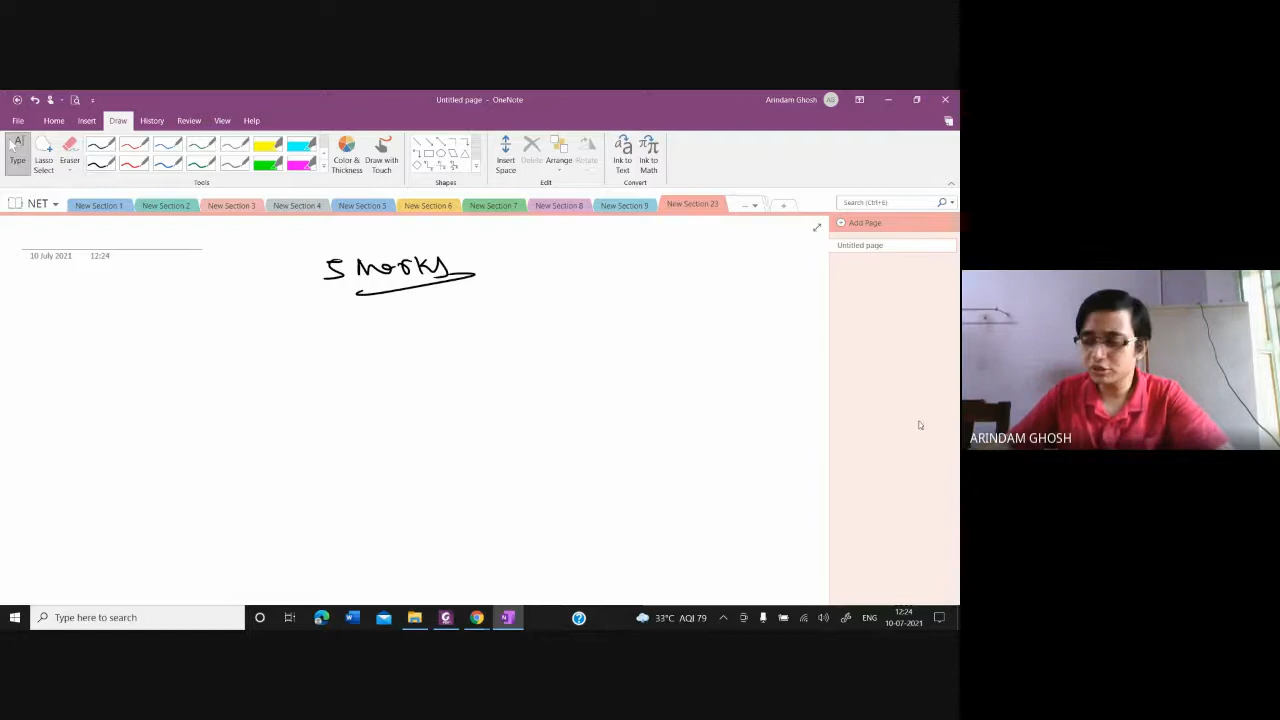 Untitled page - OneNote
Arindam Ghosh AG
File Home Insert Draw History Review View Help
Type
Lasso Select
Eraser
Color & Thickness
Draw with Touch
Insert Space
Delete
Arrange
Rotate
Ink to Text
Ink to Math
Tools
Shapes
Edit
Convert
NET
New Section 1
New Section 2
New Section 3
New Section 4
New Section 5
New Section 6
New Section 7
New Section 8
New Section 9
New Section 23
Search (Ctrl+E)
Add Page
Untitled page
10 July 2021 12:24
5 Marks
ARINDAM GHOSH
Type here to search
33°C AQI 79
ENG
12:24
10-07-2021